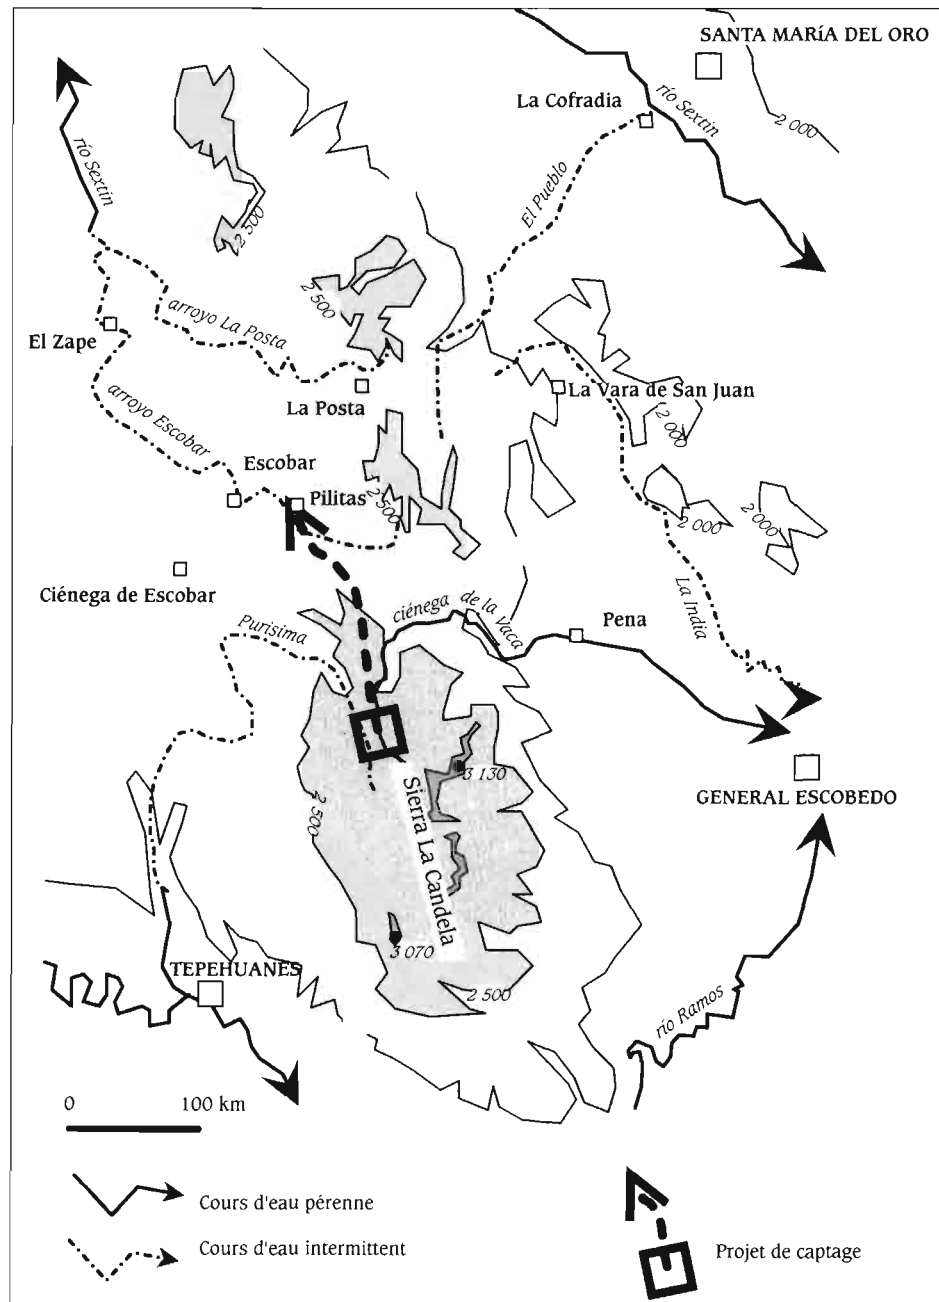 SANTA MARÍA DEL ORO
La Cofradia
río Sextin
2 000
río Sextin
El Pueblo
2 500
2 500
arroyo La Posta
El Zape
La Posta
La Vara de San Juan
2 000
arroyo Escobar
Escobar
Pilitas
2 500
2 000
2 000
Ciénega de Escobar
ciénega de la Vaca
La India
Pena
Purisima
2 500
3 130
Sierra La Candela
GENERAL ESCOBEDO
3 070
TEPEHUANES
2 500
río Ramos
0 100 km
Cours d'eau pérenne
Cours d'eau intermittent
Projet de captage